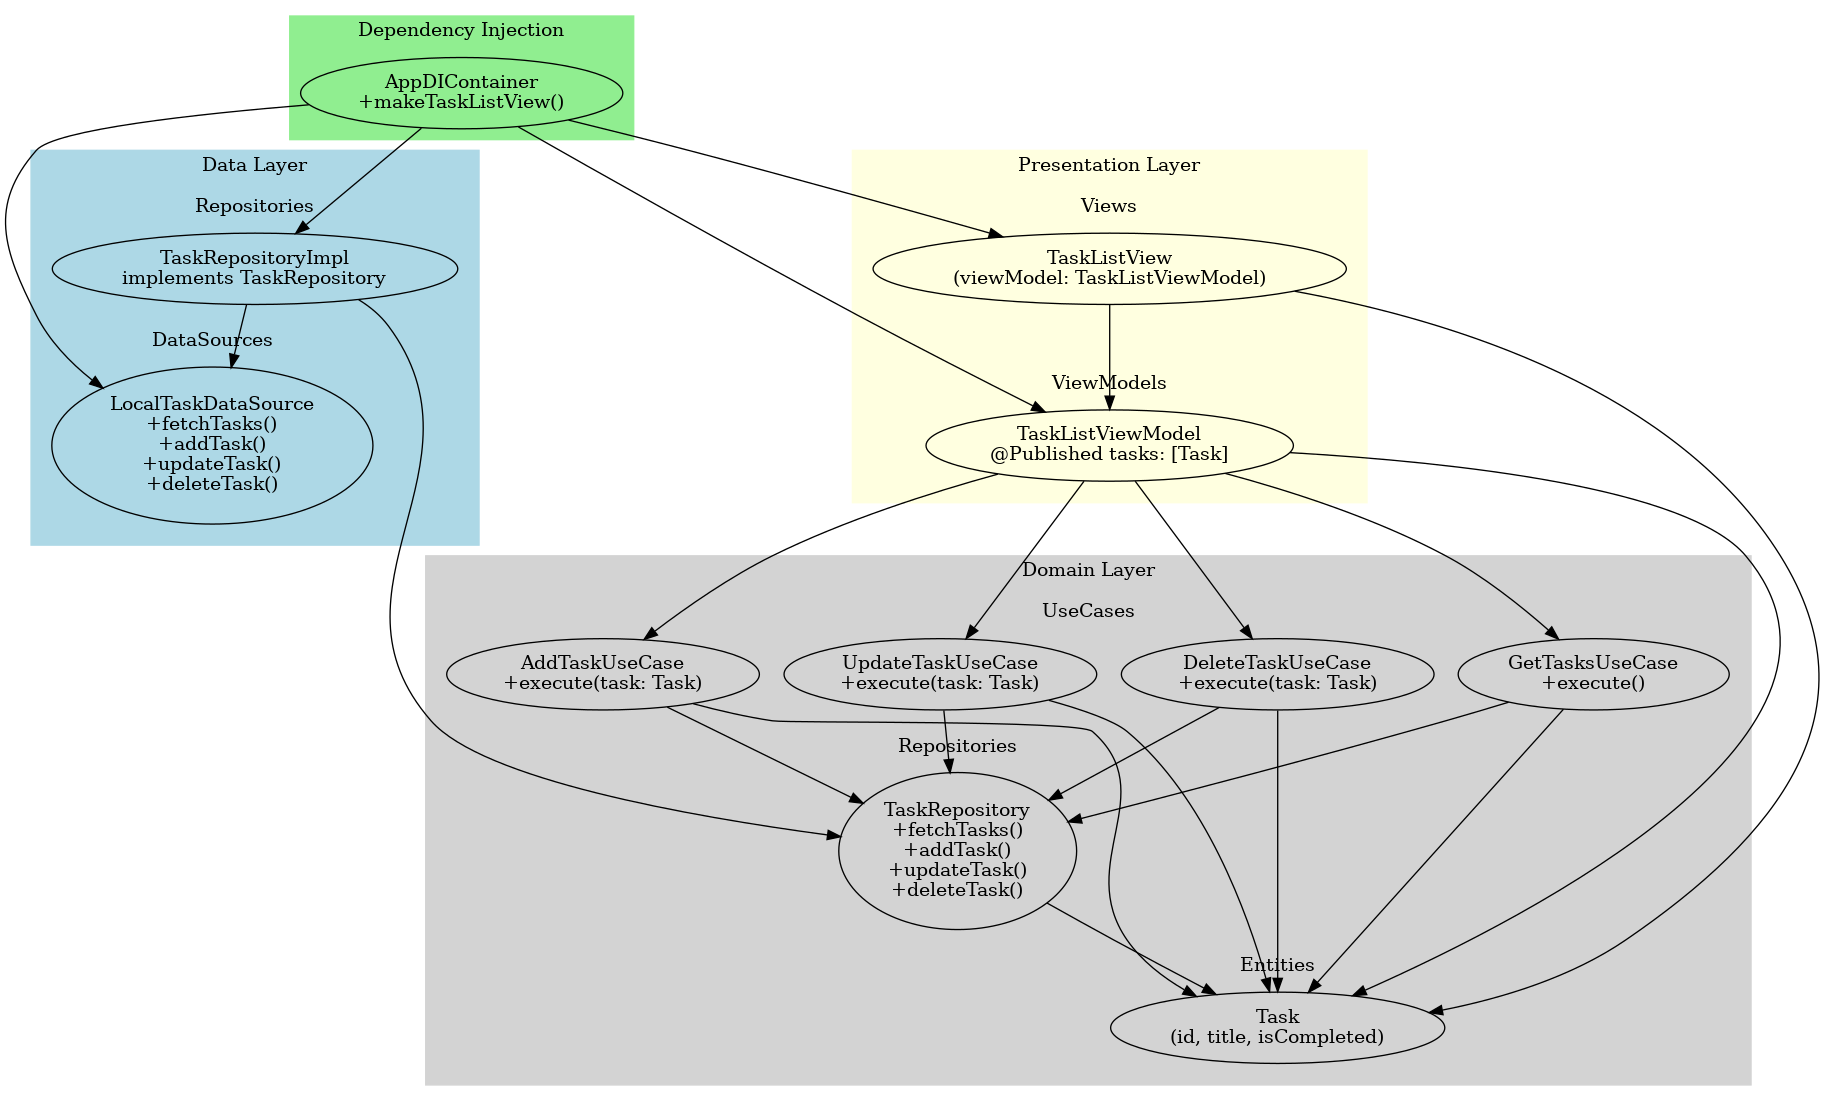 Dependency Injection
AppDIContainer
+makeTaskListView()
Data Layer
Repositories
TaskRepositoryImpl
implements TaskRepository
DataSources
LocalTaskDataSource
+fetchTasks()
+addTask()
+updateTask()
+deleteTask()
Presentation Layer
Views
TaskListView
(viewModel: TaskListViewModel)
ViewModels
TaskListViewModel
@Published tasks: [Task]
Domain Layer
UseCases
AddTaskUseCase
+execute(task: Task)
UpdateTaskUseCase
+execute(task: Task)
DeleteTaskUseCase
+execute(task: Task)
GetTasksUseCase
+execute()
Repositories
TaskRepository
+fetchTasks()
+addTask()
+updateTask()
+deleteTask()
Entities
Task
(id, title, isCompleted)